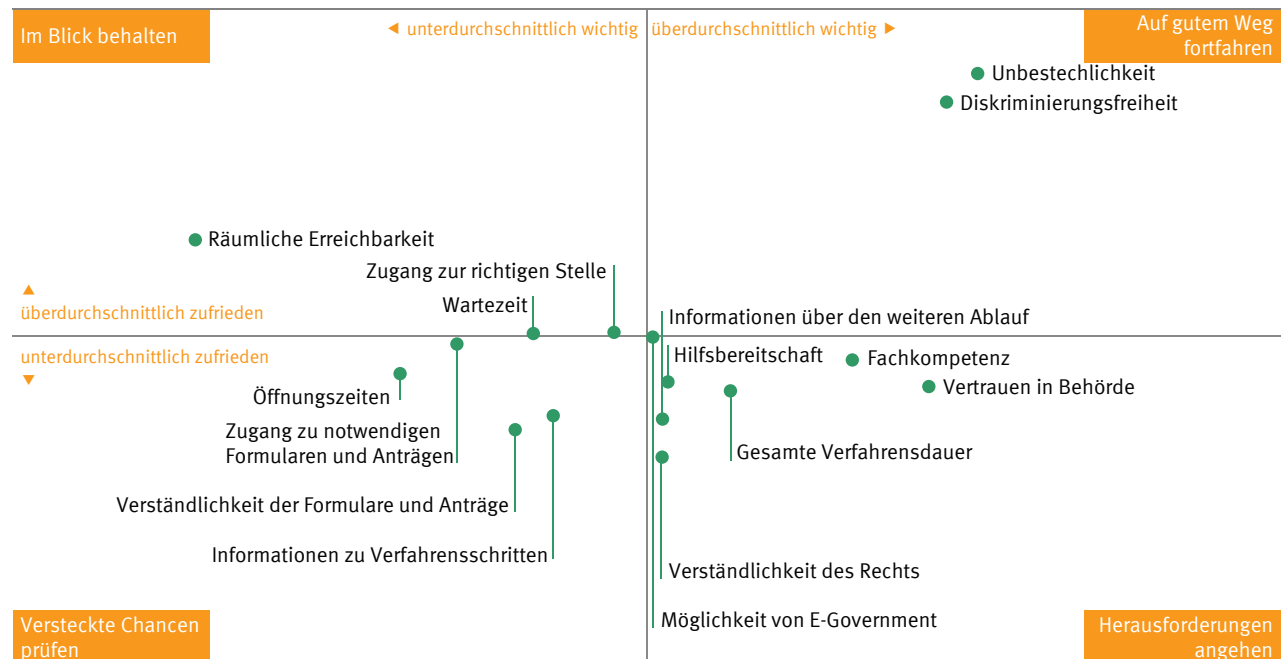 Im Blick behalten
◄ unterdurchschnittlich wichtig
überdurchschnittlich wichtig ►
Auf gutem Weg
fortfahren
Unbestechlichkeit
Diskriminierungsfreiheit
Räumliche Erreichbarkeit
Zugang zur richtigen Stelle
Wartezeit
▲
überdurchschnittlich zufrieden
Informationen über den weiteren Ablauf
unterdurchschnittlich zufrieden
▼
Hilfsbereitschaft
Fachkompetenz
Vertrauen in Behörde
Öffnungszeiten
Zugang zu notwendigen
Formularen und Anträgen
Gesamte Verfahrensdauer
Verständlichkeit der Formulare und Anträge
Informationen zu Verfahrensschritten
Verständlichkeit des Rechts
Möglichkeit von E-Government
Versteckte Chancen
prüfen
Herausforderungen
angehen